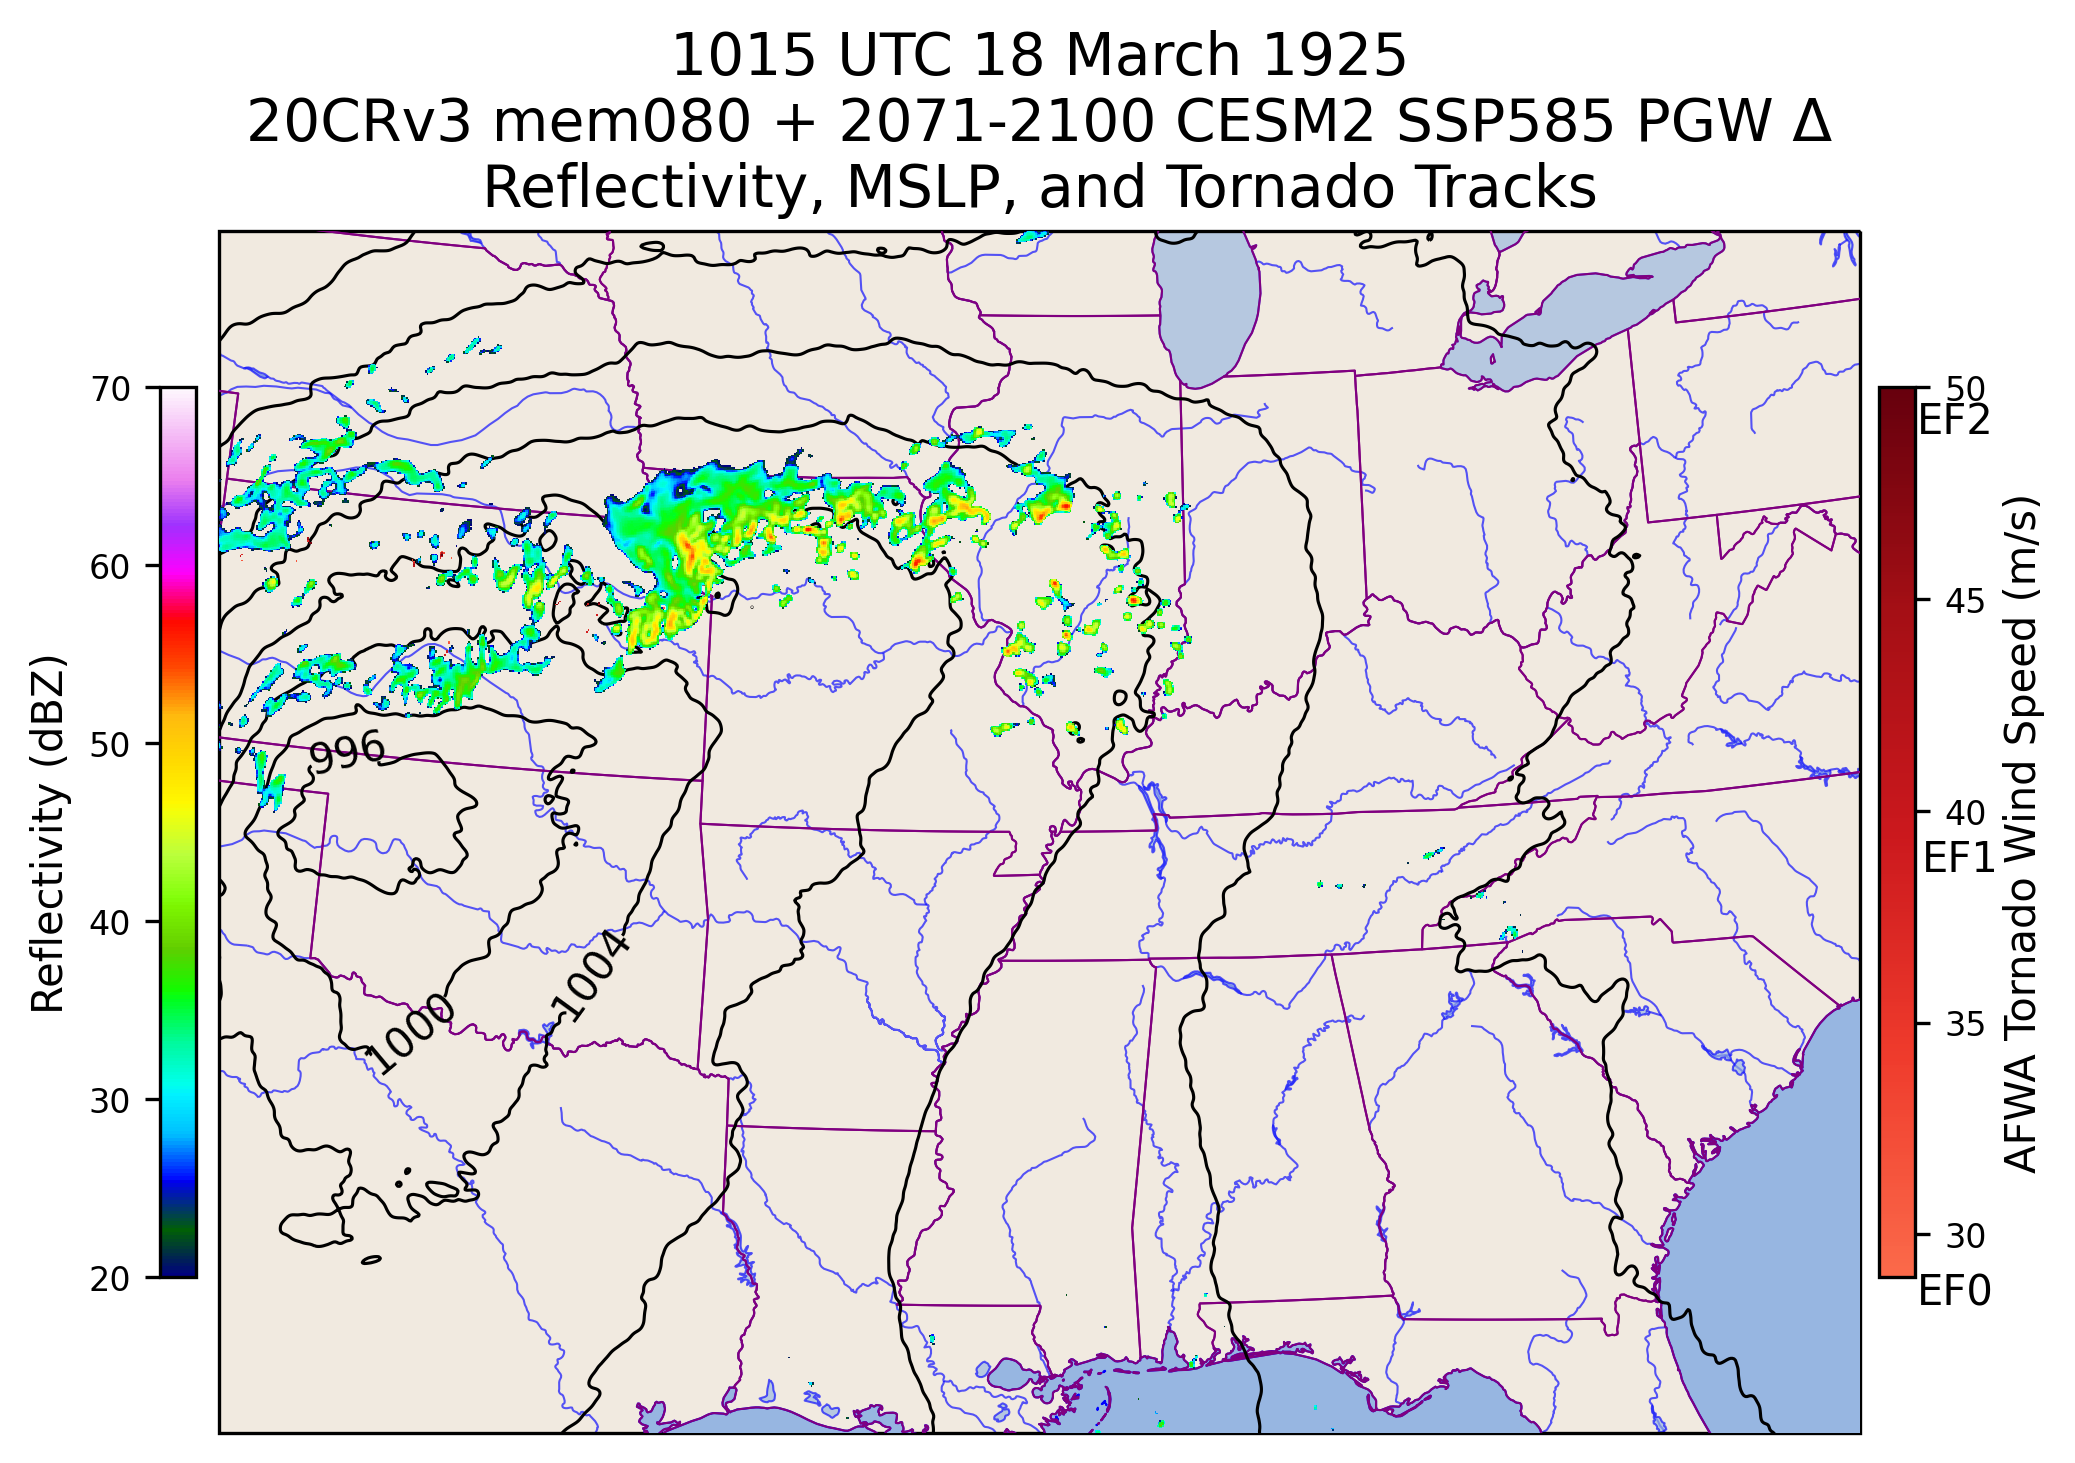 1015 UTC 18 March 1925
20CRv3 mem080 + 2071-2100 CESM2 SSP585 PGW Δ
Reflectivity, MSLP, and Tornado Tracks
70
60
50
40
30
20
Reflectivity (dBZ)
996
1000
1004
50
EF2
45
40
EF1
35
30
EF0
AFWA Tornado Wind Speed (m/s)